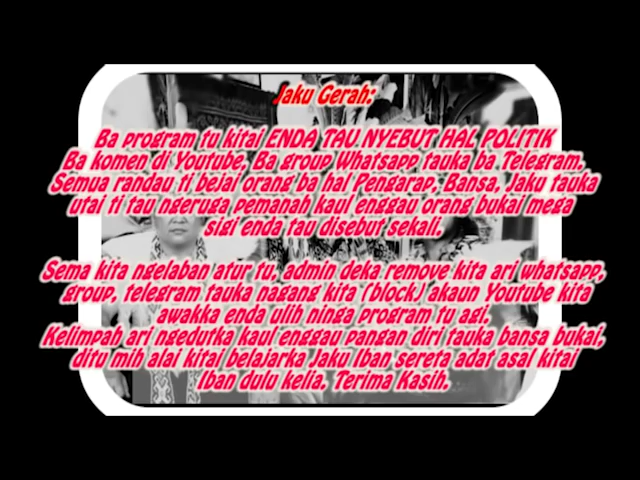 Jaku Gerah:
Ba program tu kitai ENDA TAU NYEBUT HAL POLITIK
Ba komen di Youtube, Ba group Whatsapp tauka ba Telegram.
Semua randau ti bejai orang ba hal Pengarap, Bansa, Jaku tauka
utai ti tau ngeruga pemanah kaul enggau orang bukai mega
sigi enda tau disebut sekali.
Sema kita ngelaban atur tu, admin deka remove kita ari whatsapp,
group, telegram tauka nagang kita (block) akaun Youtube kita
awakka enda ulih ninga program tu agi.
Kelimpah ari ngedutka kaul enggau pangan diri tauka bansa bukai,
ditu mih alai kitai belajarka Jaku Iban sereta adat asal kitai
Iban dulu kelia. Terima Kasih.